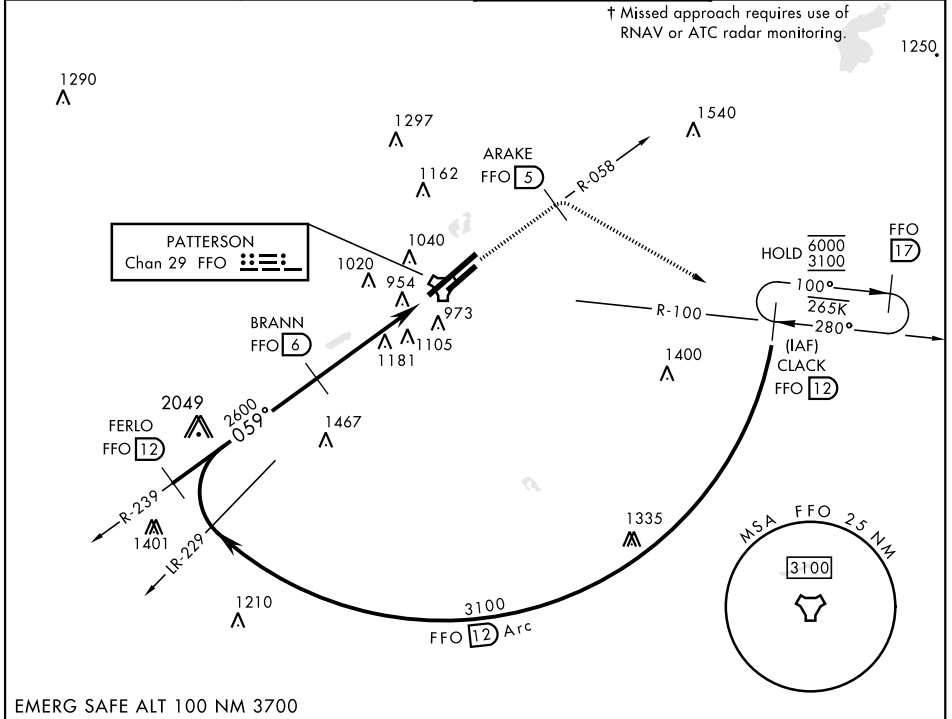 † Missed approach requires use of
RNAV or ATC radar monitoring.
1250
1290
1540
1297
ARAKE
FFO 5
R-058
1162
PATTERSON
Chan 29 FFO
1040
1020
954
973
HOLD 6000
3100
FFO
17
100°
265K
280°
R-100
(IAF)
CLACK
FFO 12
BRANN
FFO 6
1105
1181
1400
2049
2600
059°
1467
FERLO
FFO 12
R-239
1401
LR-229
1335
1210
3100
FFO 12 Arc
MSA FFO 25 NM
3100
EMERG SAFE ALT 100 NM 3700